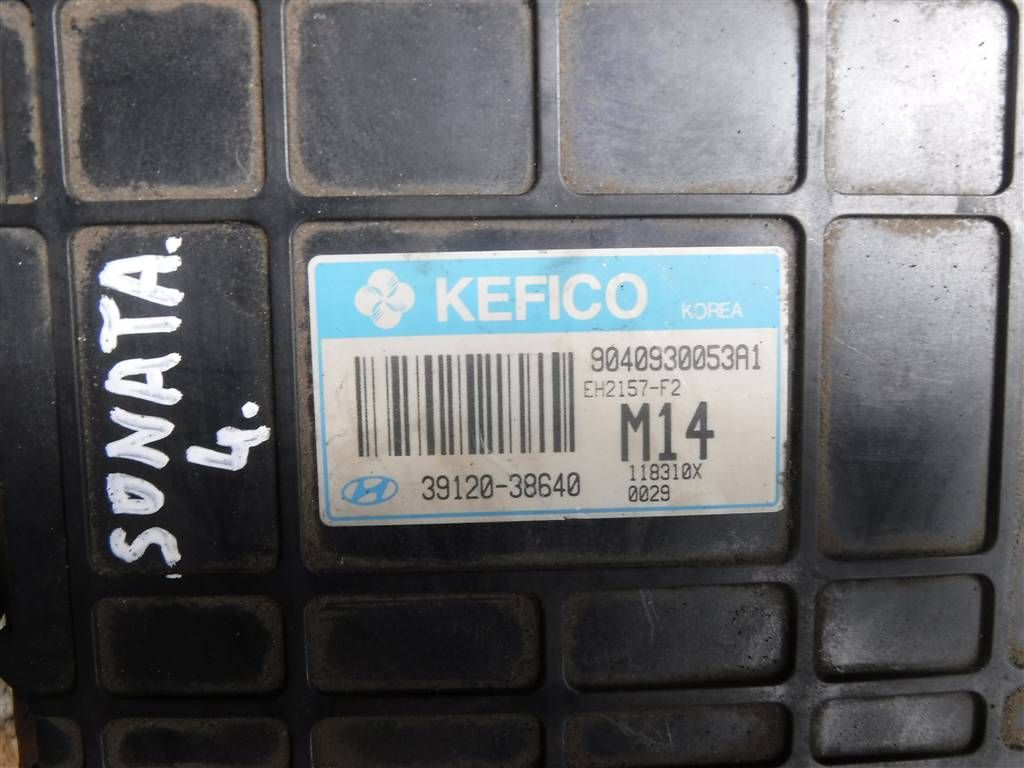 SONATA.
4.
KEFICO KOREA
9040930053A1
EH2157-F2
M14
39120-38640
118310X
0029